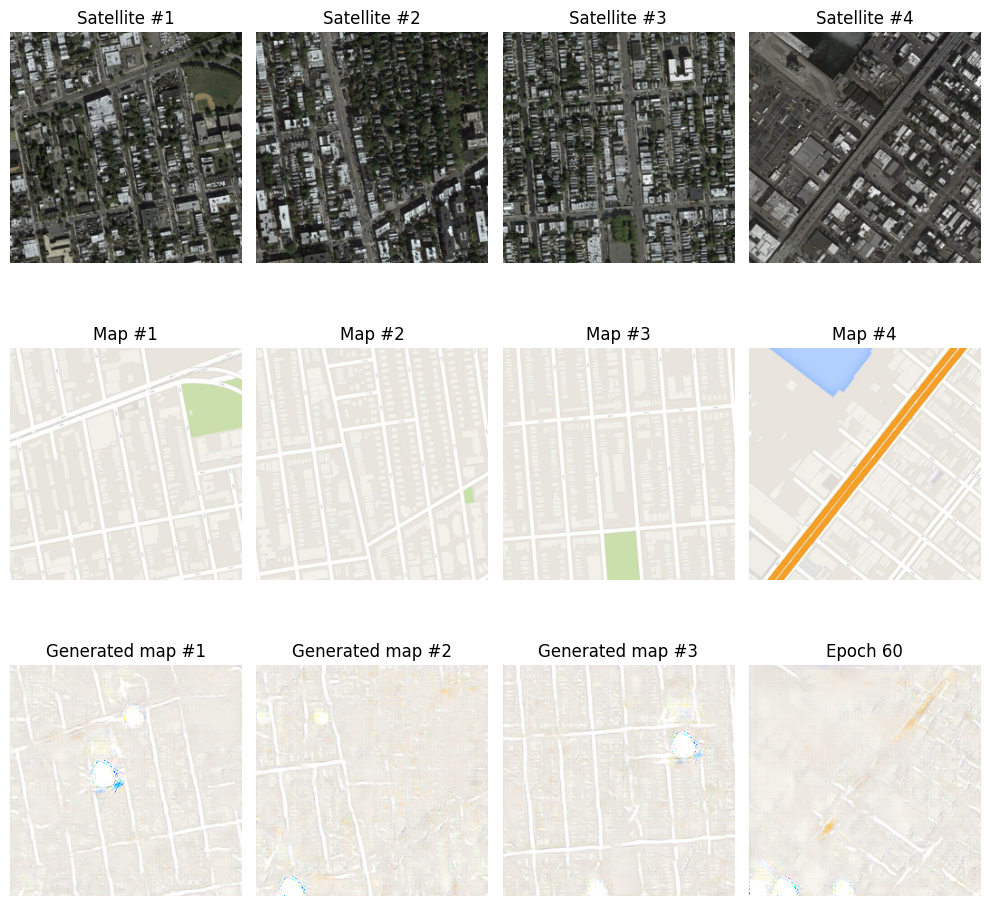 Satellite #1
Satellite #2
Satellite #3
Satellite #4
Map #1
Map #2
Map #3
Map #4
Generated map #1
Generated map #2
Generated map #3
Epoch 60